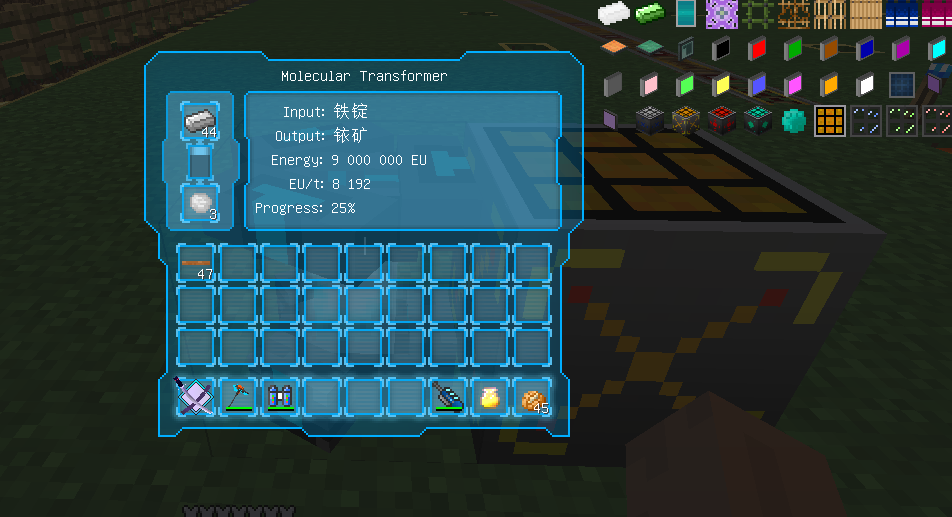 Molecular Transformer
44
Input: 铁锭
Output: 铱矿
Energy: 9 000 000 EU
EU/t: 8 192
Progress: 25%
3
47
45